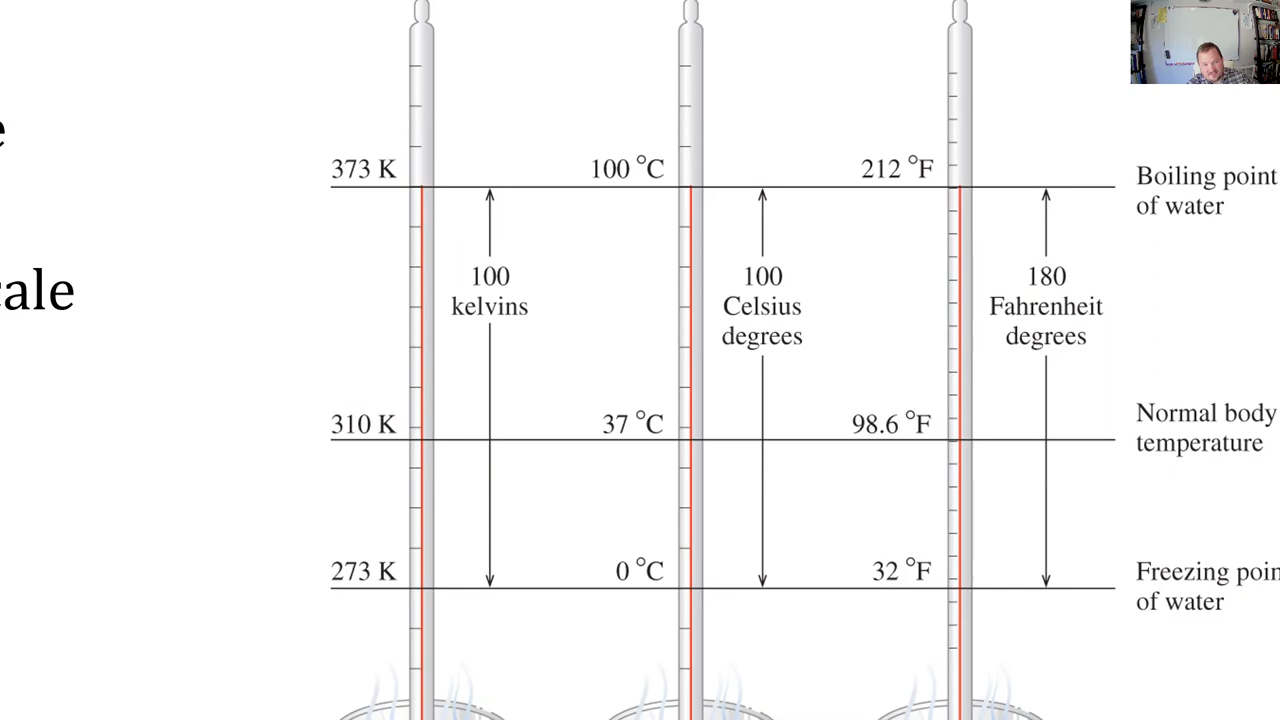 e
cale
373 K 100 °C 212 °F
Boiling point
of water
100
kelvins
100
Celsius
degrees
180
Fahrenheit
degrees
310 K 37 °C 98.6 °F
Normal body
temperature
273 K 0 °C 32 °F
Freezing poin
of water